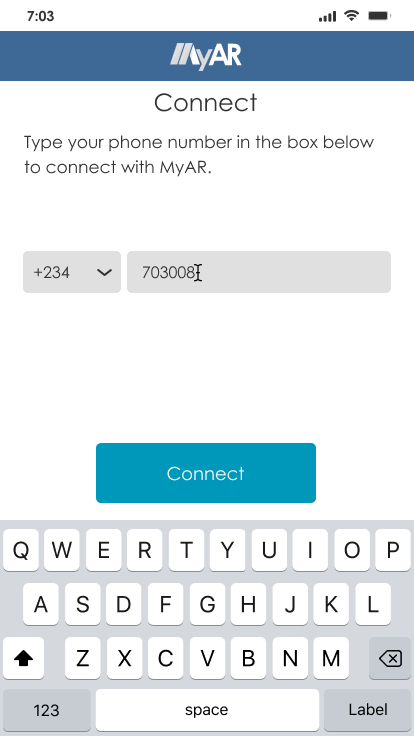 7:03
MyAR
Connect
Type your phone number in the box below
to connect with MyAR.
+234 703008
Connect
Q W E R T Y U I O P
A S D F G H J K L
Z X C V B N M
123 space Label